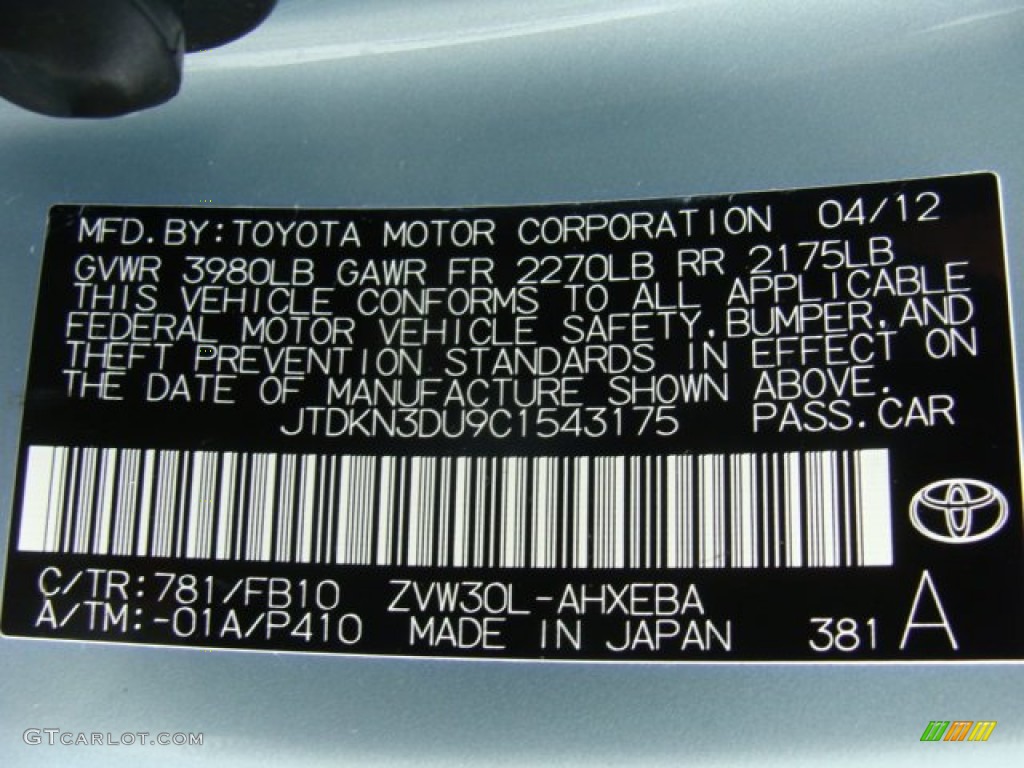 MFD.BY:TOYOTA MOTOR CORPORATION 04/12
GVWR 3980LB GAWR FR 2270LB RR 2175LB
THIS VEHICLE CONFORMS TO ALL APPLICABLE
FEDERAL MOTOR VEHICLE SAFETY,BUMPER,AND
THEFT PREVENTION STANDARDS IN EFFECT ON
THE DATE OF MANUFACTURE SHOWN ABOVE.
JTDKN3DU9C1543175 PASS.CAR
C/TR:781/FB10 ZVW30L-AHXEBA
A/TM:-01A/P410 MADE IN JAPAN 381 A
GTCARLOT.COM